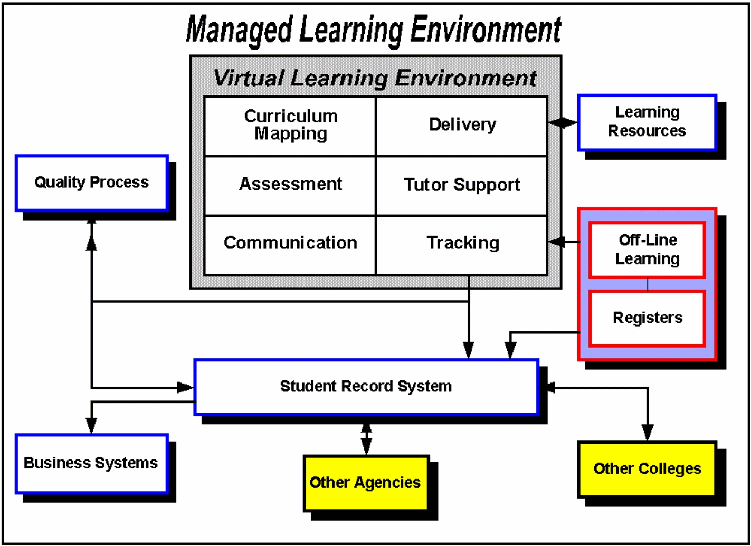 Managed Learning Environment
Virtual Learning Environment
Curriculum
Mapping
Delivery
Learning
Resources
Quality Process
Assessment
Tutor Support
Communication
Tracking
Off-Line
Learning
Registers
Student Record System
Business Systems
Other Agencies
Other Colleges